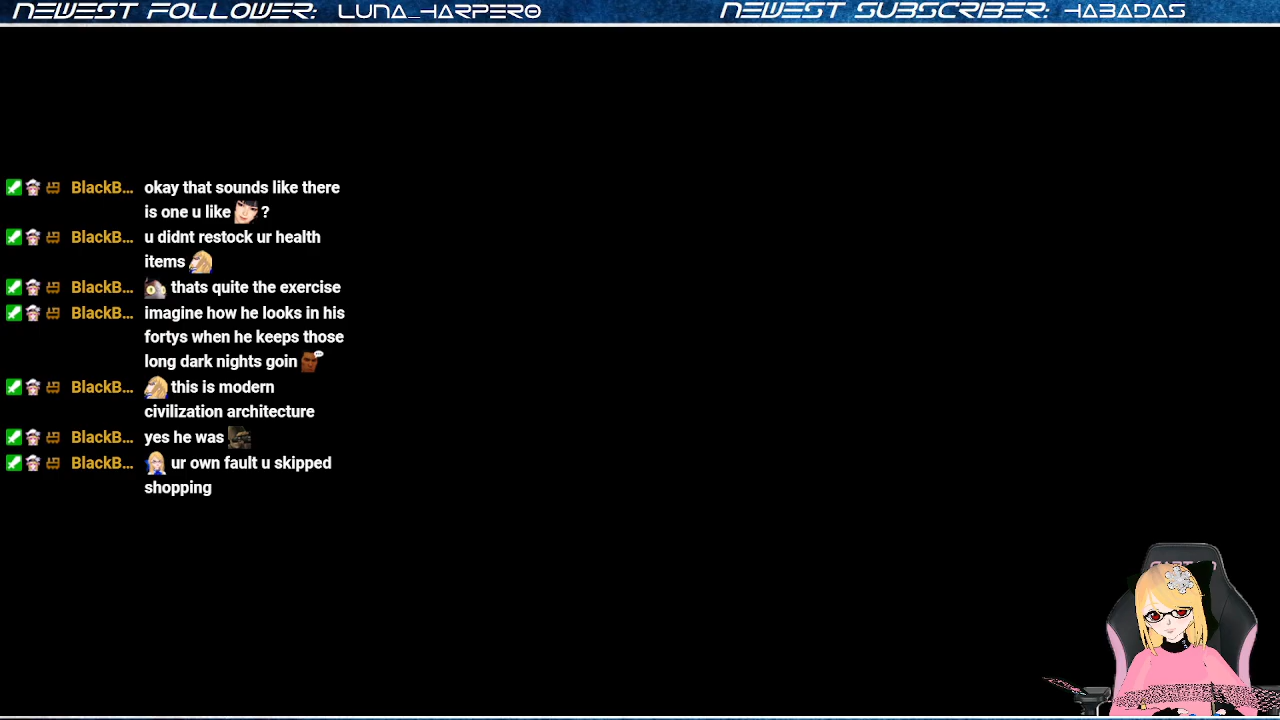 NEWEST FOLLOWER: LUNA_HARPER0 NEWEST SUBSCRIBER: HABADAS
BlackB... okay that sounds like there
is one u like ?
BlackB... u didnt restock ur health
items
BlackB... thats quite the exercise
BlackB... imagine how he looks in his
fortys when he keeps those
long dark nights goin
BlackB... this is modern
civilization architecture
BlackB... yes he was
BlackB... ur own fault u skipped
shopping